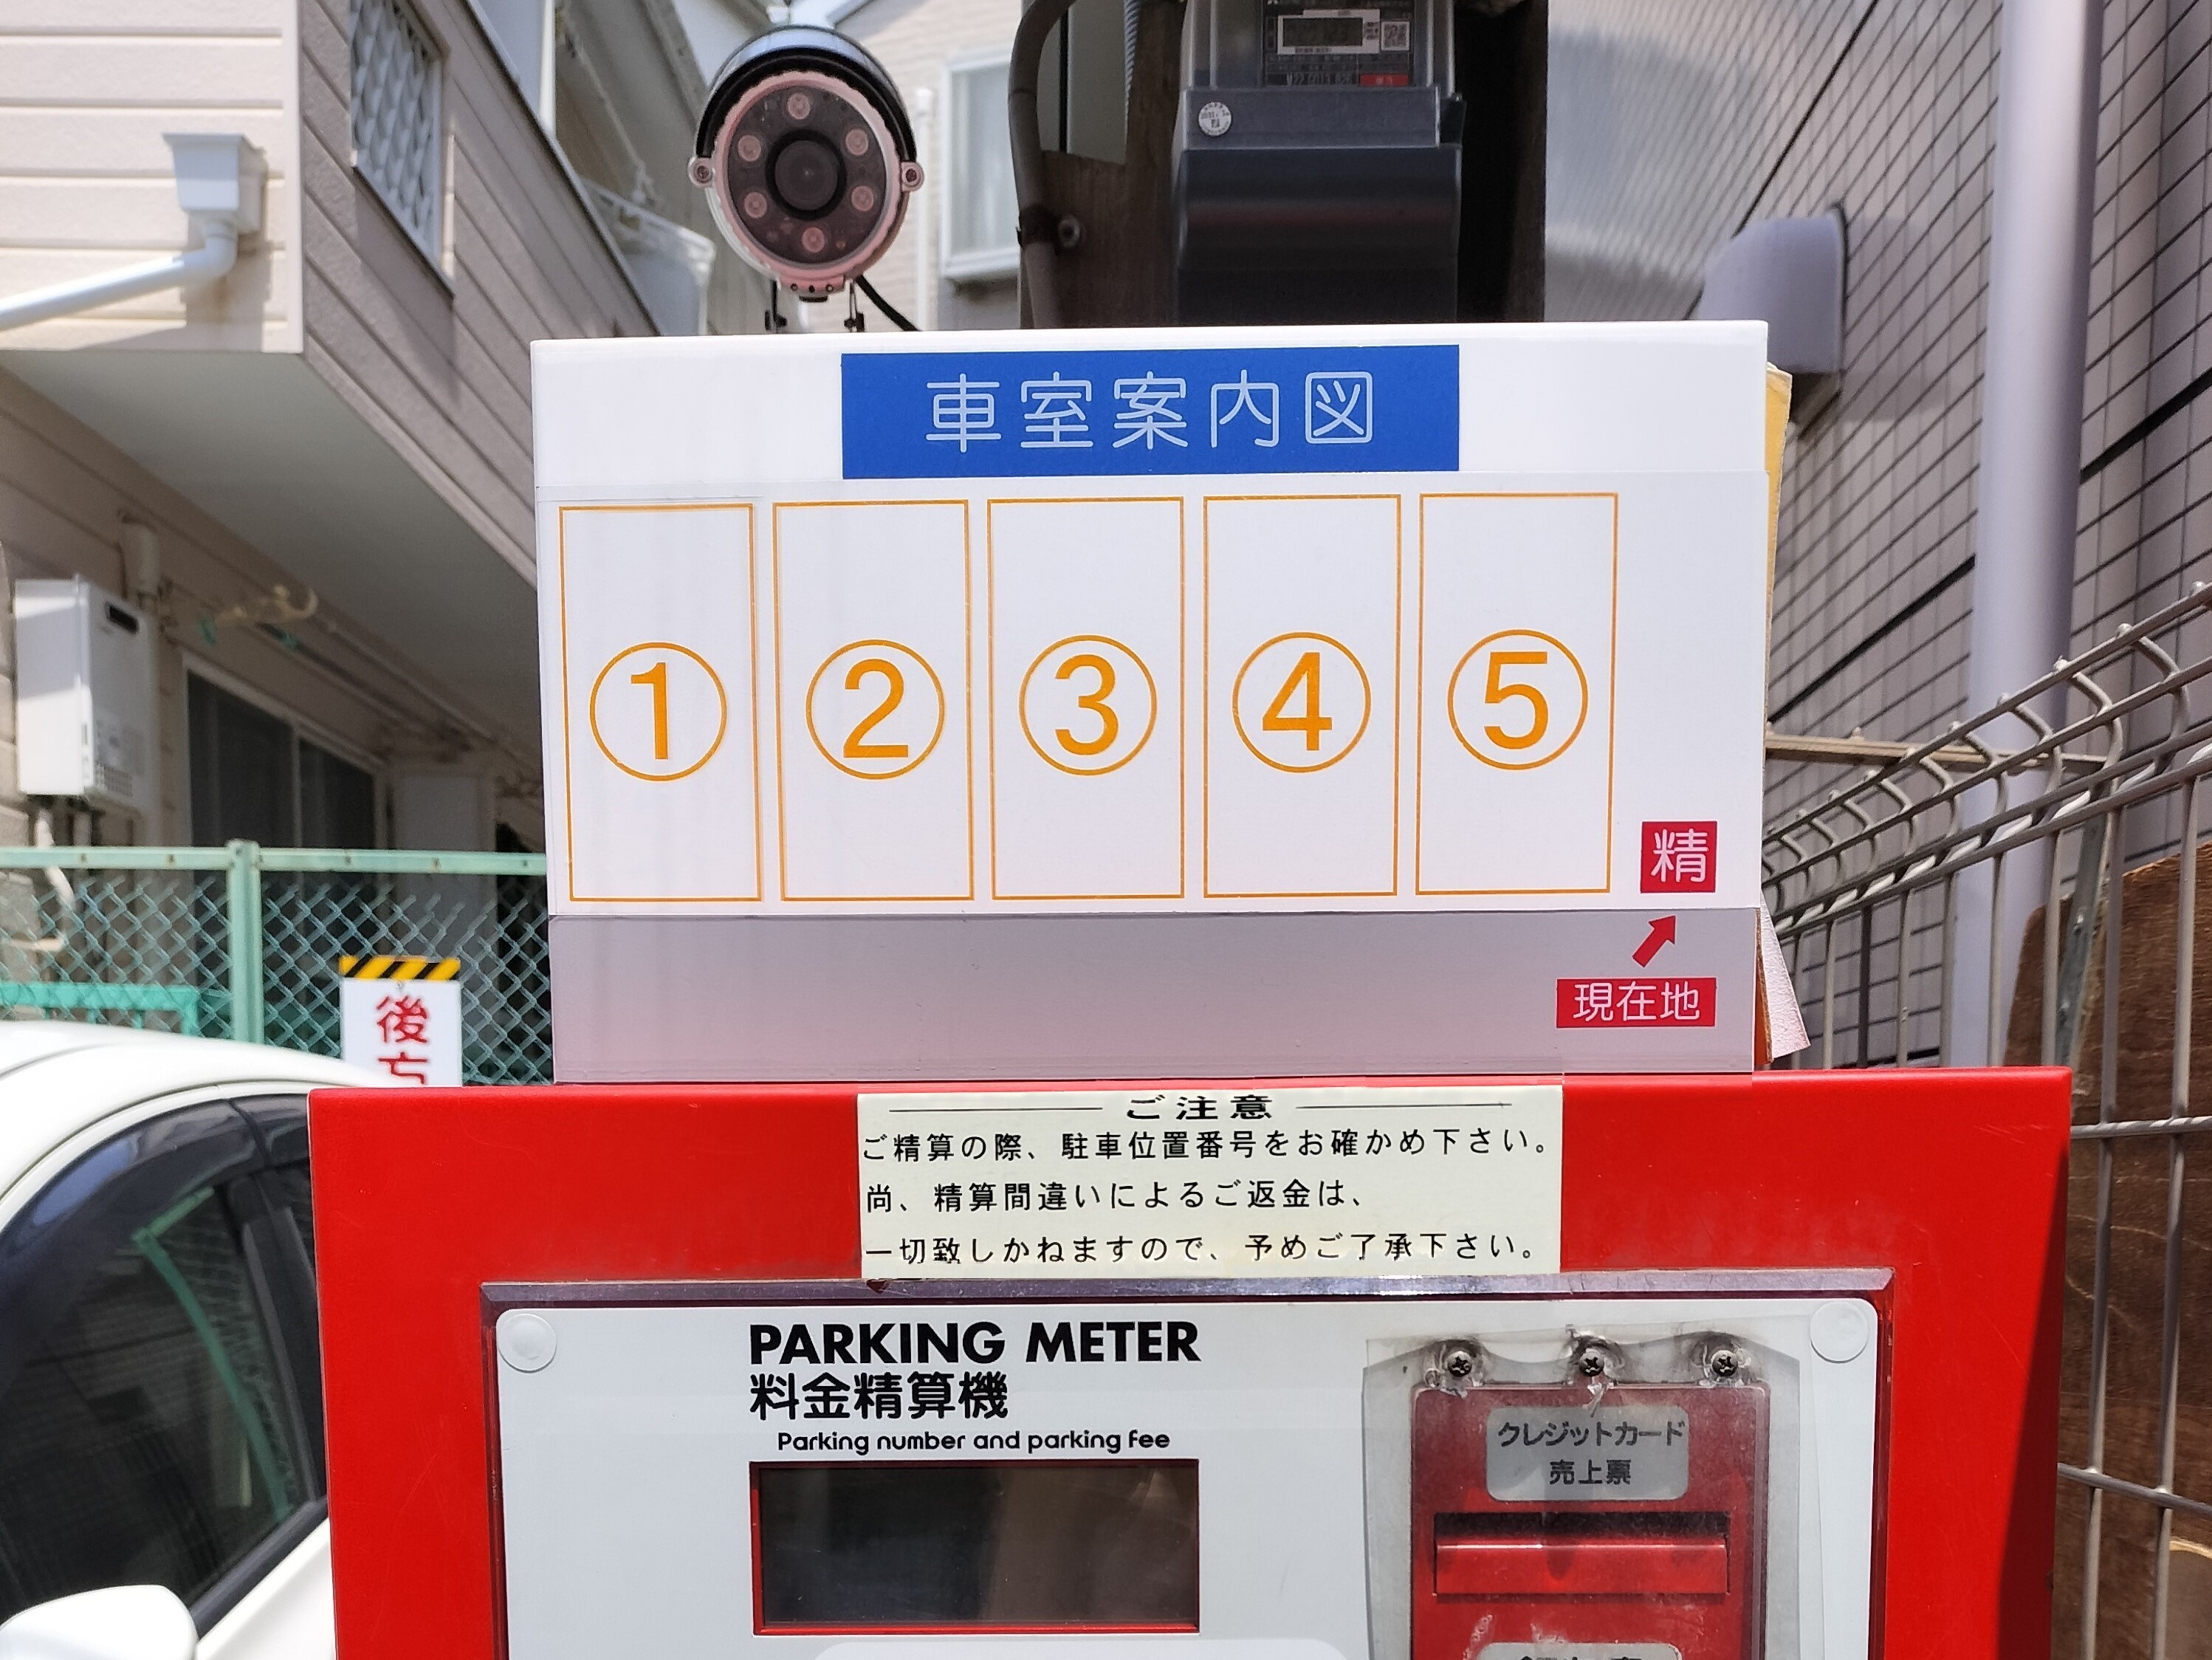 車室案内図
① ② ③ ④ ⑤
精
現在地
後
ご注意
ご精算の際、駐車位置番号をお確かめ下さい。
尚、精算間違いによるご返金は、
一切致しかねますので、予めご了承下さい。
PARKING METER
料金精算機
Parking number and parking fee
クレジットカード
売上票